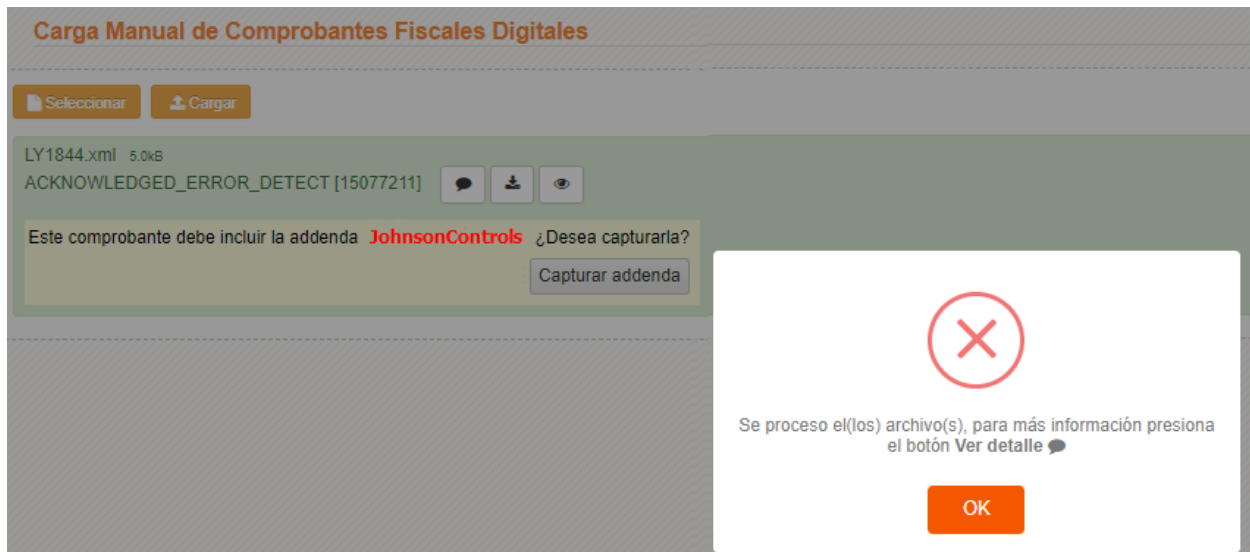 Carga Manual de Comprobantes Fiscales Digitales
Seleccionar Cargar
LY1844.xml 5.0kB
ACKNOWLEDGED_ERROR_DETECT [15077211]
Este comprobante debe incluir la addenda JohnsonControls ¿Desea capturarla?
Capturar addenda
Se proceso el(los) archivo(s), para más información presiona
el botón Ver detalle
OK